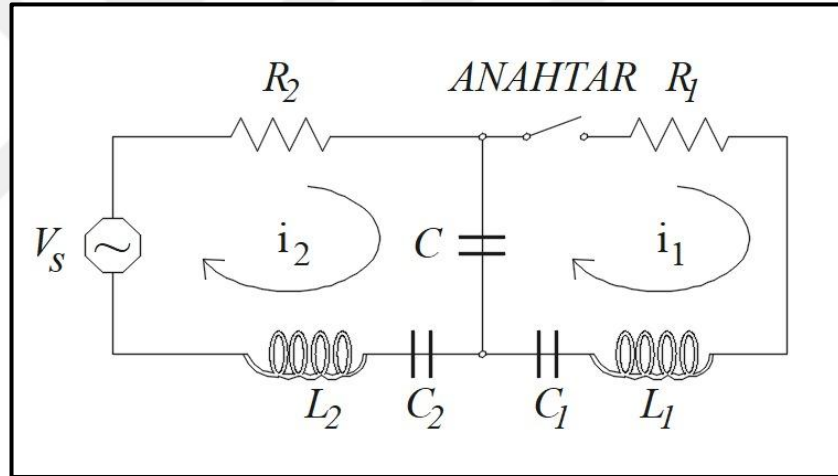 R₂ ANAHTAR R₁
Vₛ i₂ C i₁
L₂ C₂ C₁ L₁